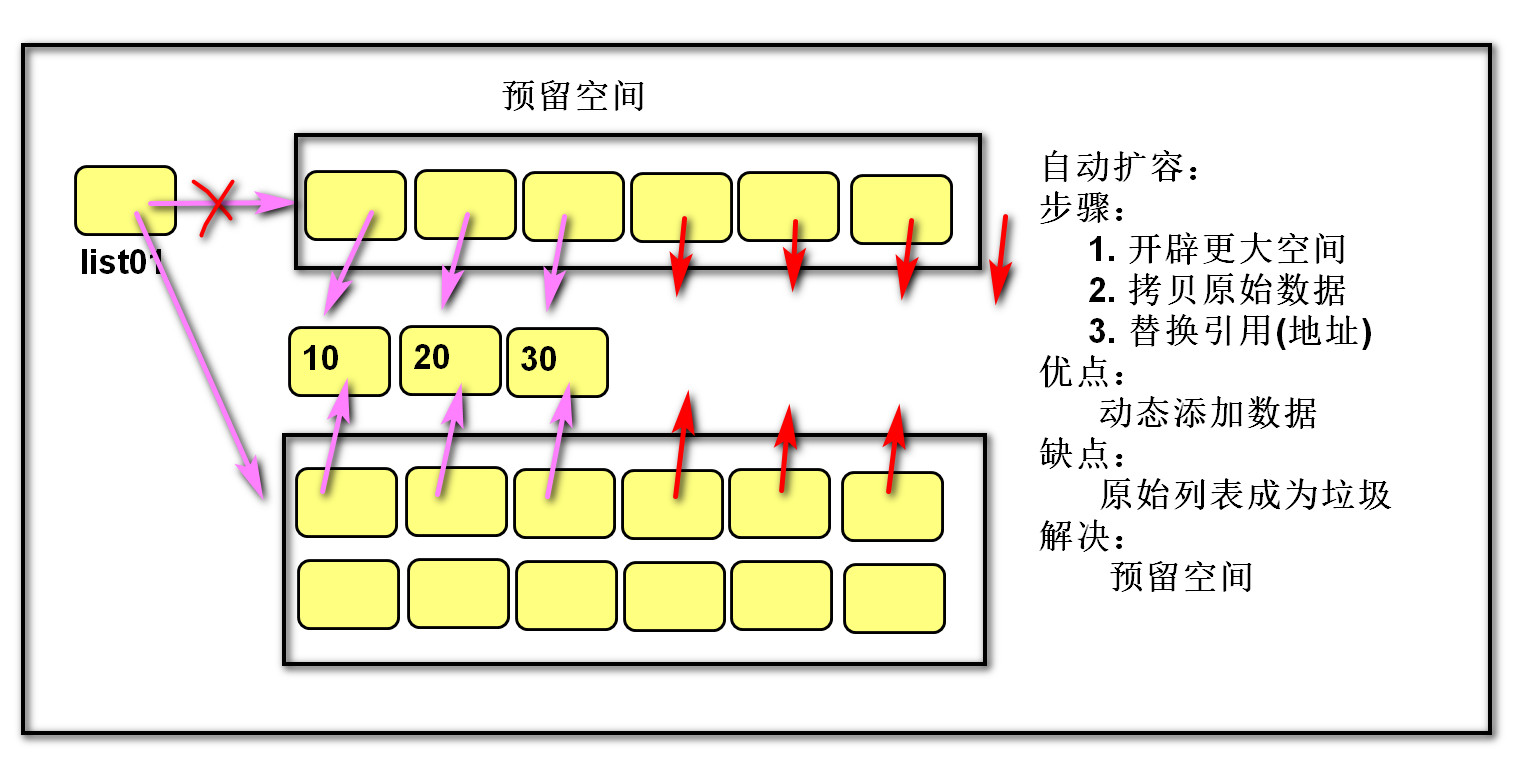 预留空间
list01
10
20
30
自动扩容：
步骤：
1. 开辟更大空间
2. 拷贝原始数据
3. 替换引用(地址)
优点：
动态添加数据
缺点：
原始列表成为垃圾
解决：
预留空间